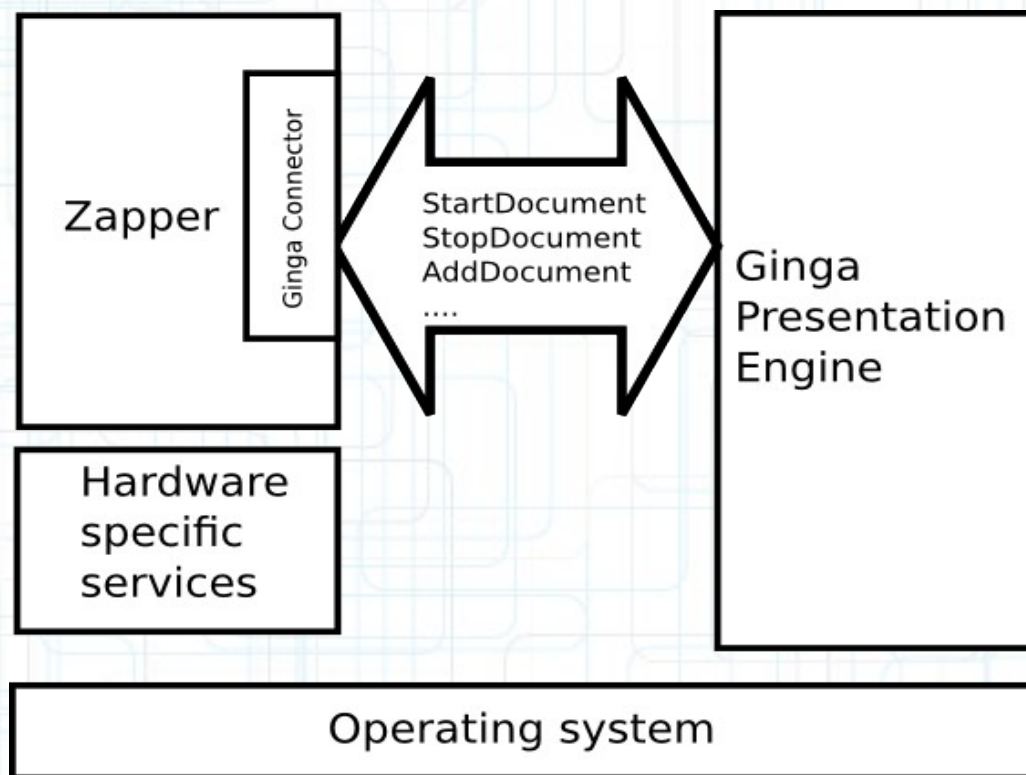 Zapper
Ginga Connector
StartDocument
StopDocument
AddDocument
....
Ginga
Presentation
Engine
Hardware
specific
services
Operating system